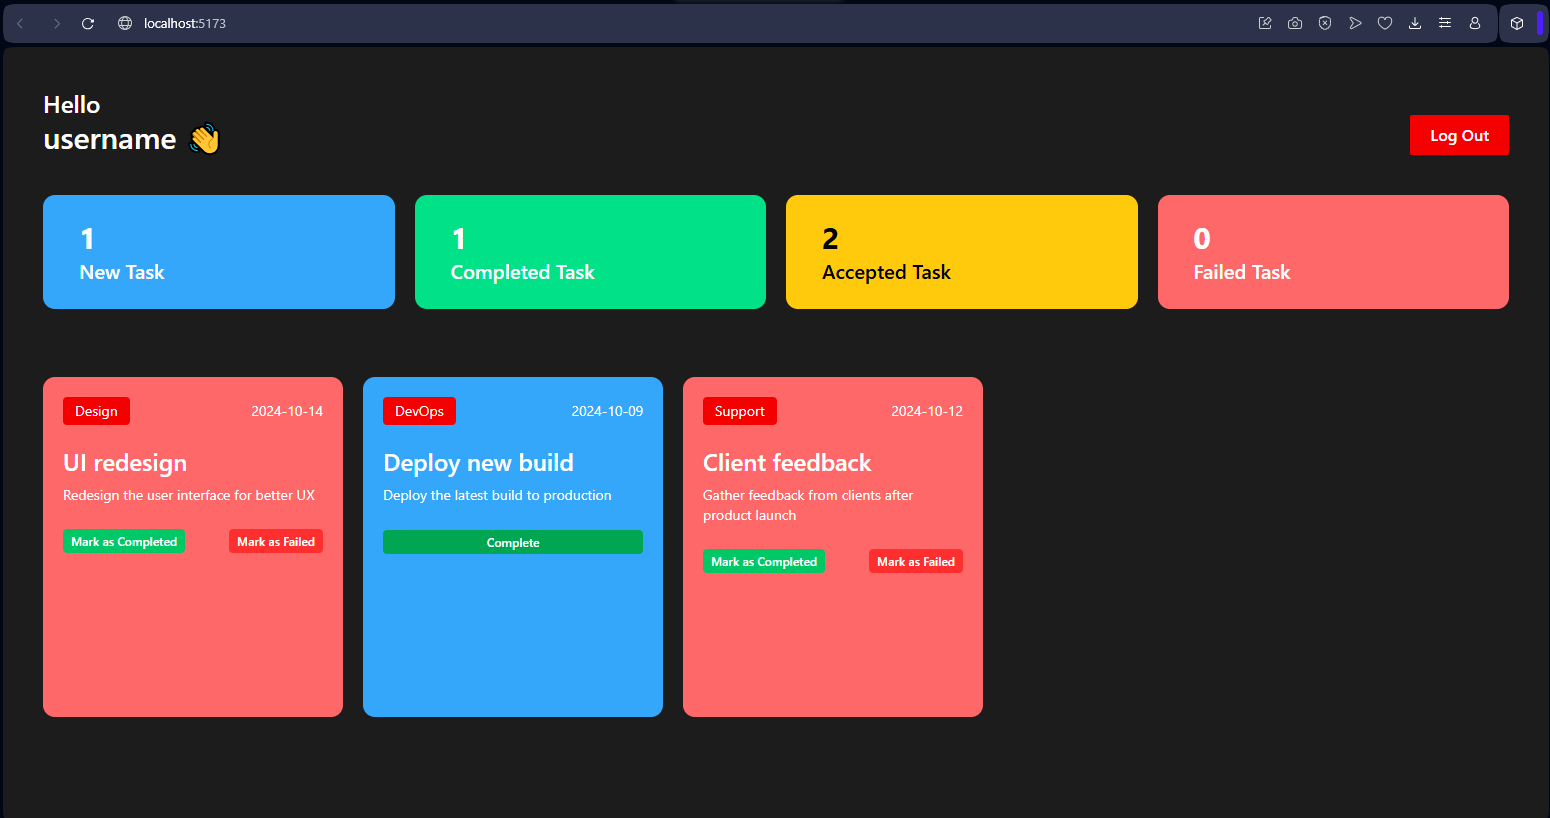 localhost:5173
Hello
username 👋
Log Out
1
New Task
1
Completed Task
2
Accepted Task
0
Failed Task
Design 2024-10-14
UI redesign
Redesign the user interface for better UX
Mark as Completed Mark as Failed
DevOps 2024-10-09
Deploy new build
Deploy the latest build to production
Complete
Support 2024-10-12
Client feedback
Gather feedback from clients after
product launch
Mark as Completed Mark as Failed